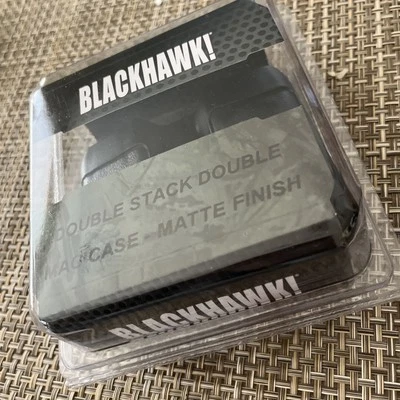 BLACKHAWK!
DOUBLE STACK DOUBLE
MAG CASE - MATTE FINISH
BLACKHAWK!